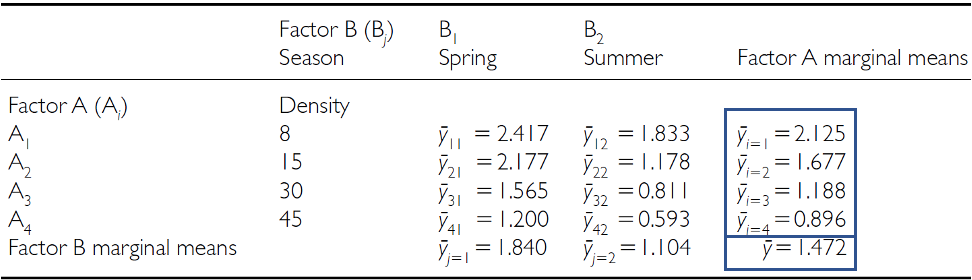 Factor B (Bj) B1 B2
Season Spring Summer Factor A marginal means
Factor A (Ai) Density
A1 8 ȳ11 = 2.417 ȳ12 = 1.833 ȳi=1 = 2.125
A2 15 ȳ21 = 2.177 ȳ22 = 1.178 ȳi=2 = 1.677
A3 30 ȳ31 = 1.565 ȳ32 = 0.811 ȳi=3 = 1.188
A4 45 ȳ41 = 1.200 ȳ42 = 0.593 ȳi=4 = 0.896
Factor B marginal means ȳj=1 = 1.840 ȳj=2 = 1.104 ȳ = 1.472